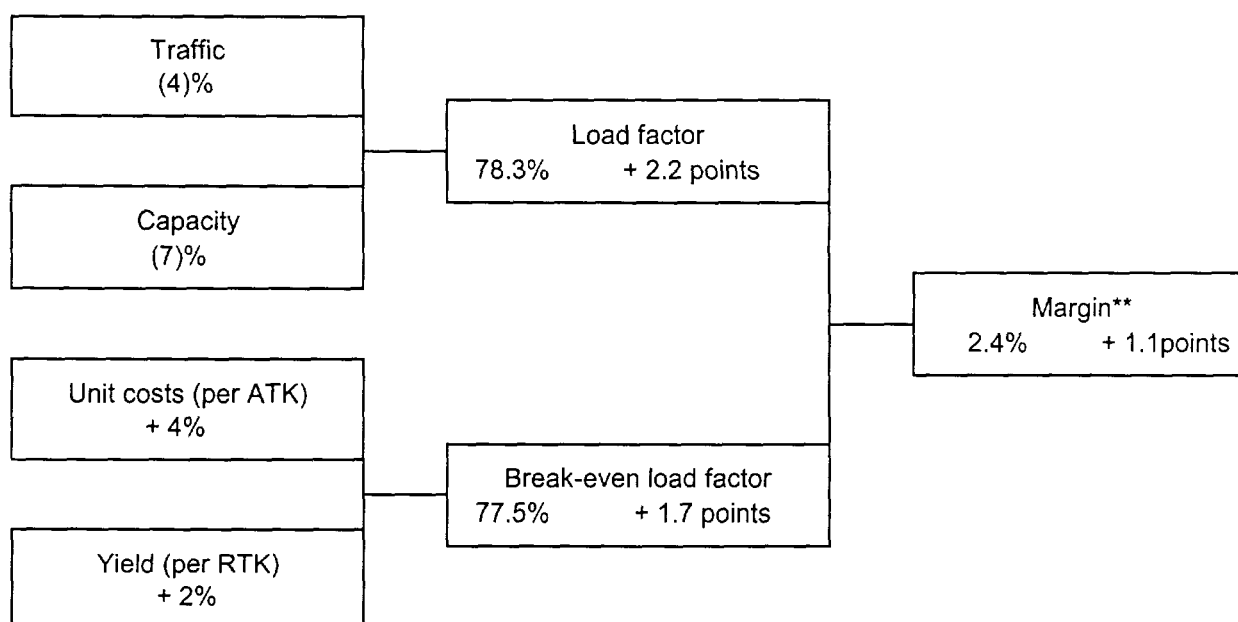 Traffic
(4)%
Capacity
(7)%
Load factor
78.3% + 2.2 points
Unit costs (per ATK)
+ 4%
Yield (per RTK)
+ 2%
Break-even load factor
77.5% + 1.7 points
Margin**
2.4% + 1.1points